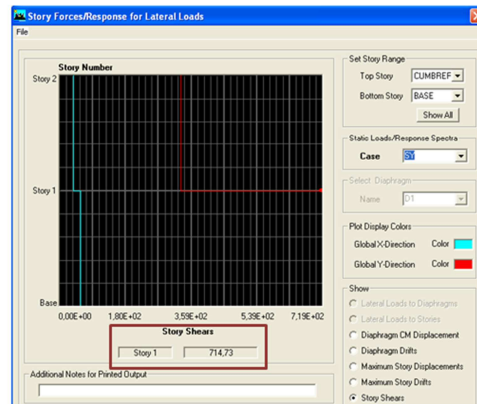 Story Forces/Response for Lateral Loads
File
Story Number
Story 2
Story 1
Base
0,00E+00 1,80E+02 3,59E+02 5,39E+02 7,19E+02
Story Shears
Story 1 714,73
Additional Notes for Printed Output
Set Story Range
Top Story CUMBREF
Bottom Story BASE
Show All
Static Loads/Response Spectra
Case SY
Select Diaphragm
Name D1
Plot Display Colors
Global X-Direction Color
Global Y-Direction Color
Show
Lateral Loads to Diaphragms
Lateral Loads to Stories
Diaphragm CM Displacement
Diaphragm Drifts
Maximum Story Displacements
Maximum Story Drifts
Story Shears